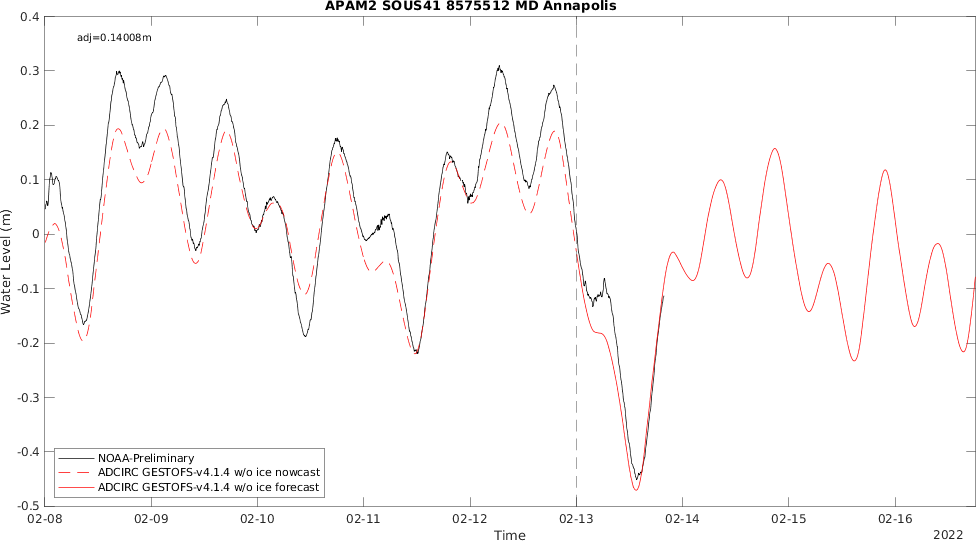 APAM2 SOUS41 8575512 MD Annapolis
adj=0.14008m
0.4
0.3
0.2
0.1
0
-0.1
-0.2
-0.3
-0.4
-0.5
Water Level (m)
NOAA-Preliminary
ADCIRC GESTOFS-v4.1.4 w/o ice nowcast
ADCIRC GESTOFS-v4.1.4 w/o ice forecast
02-08 02-09 02-10 02-11 02-12 02-13 02-14 02-15 02-16
Time
2022